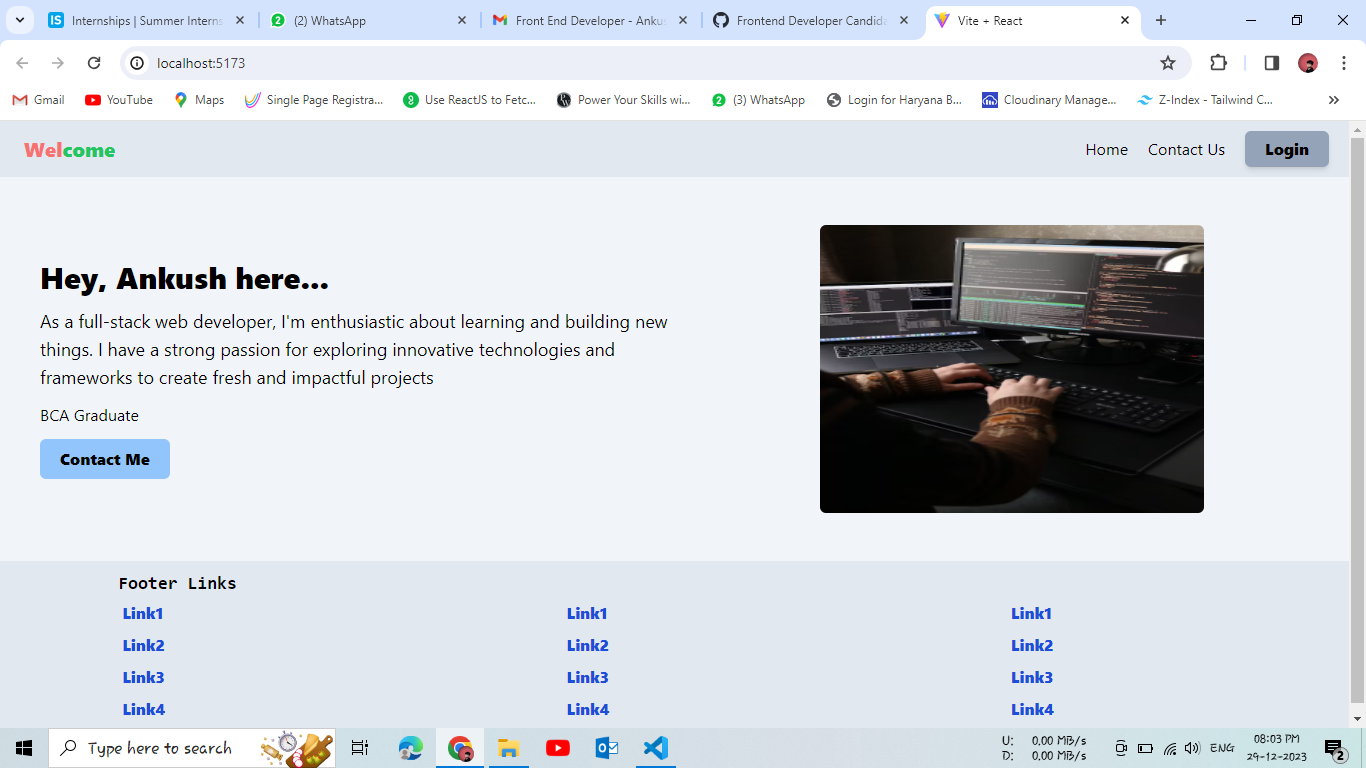 Internships | Summer Interns
(2) WhatsApp
Front End Developer - Anku
Frontend Developer Candida
Vite + React
localhost:5173
Gmail
YouTube
Maps
Single Page Registra...
Use ReactJS to Fetc...
Power Your Skills wi...
(3) WhatsApp
Login for Haryana B...
Cloudinary Manage...
Z-Index - Tailwind C...
Welcome
Home
Contact Us
Login
Hey, Ankush here...
As a full-stack web developer, I'm enthusiastic about learning and building new
things. I have a strong passion for exploring innovative technologies and
frameworks to create fresh and impactful projects
BCA Graduate
Contact Me
Footer Links
Link1
Link2
Link3
Link4
Link1
Link2
Link3
Link4
Link1
Link2
Link3
Link4
Type here to search
U: 0.00 MB/s
D: 0.00 MB/s
ENG
08:03 PM
29-12-2023
2